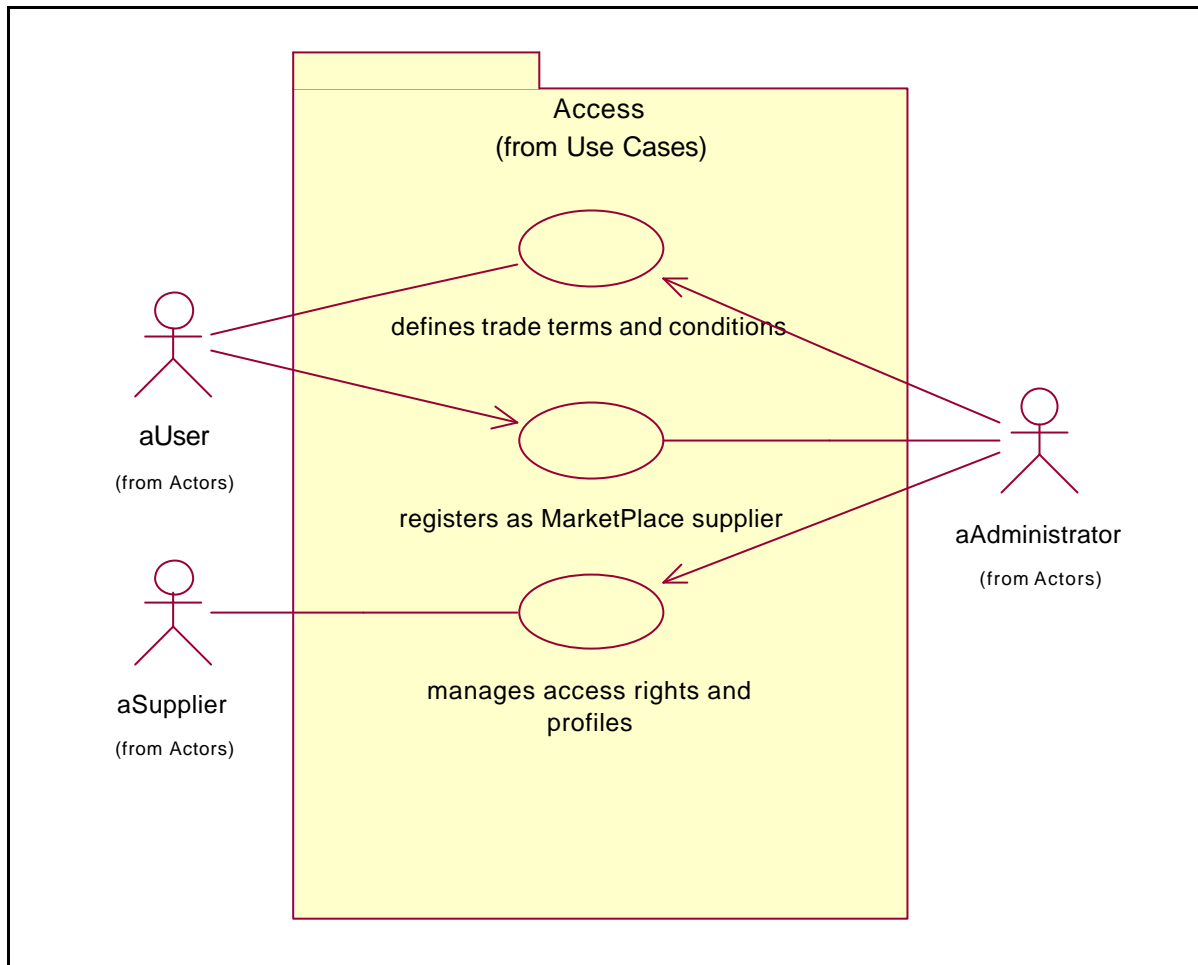 Access
(from Use Cases)
defines trade terms and conditions
aUser
(from Actors)
registers as MarketPlace supplier
aAdministrator
(from Actors)
aSupplier
(from Actors)
manages access rights and
profiles